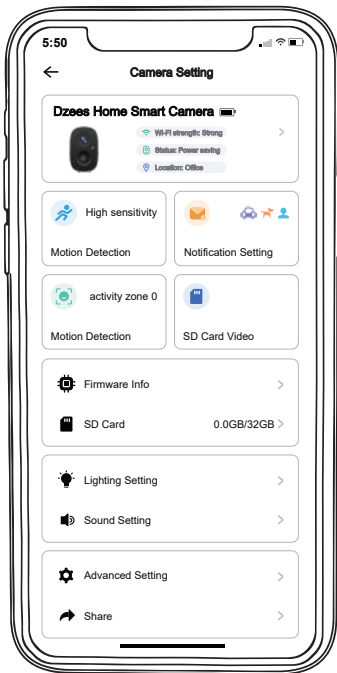 5:50
Camera Setting
Dzees Home Smart Camera
Wi-Fi strength: Strong
Status: Power saving
Location: Office
High sensitivity
Motion Detection
Notification Setting
activity zone 0
Motion Detection
SD Card Video
Firmware Info
SD Card 0.0GB/32GB
Lighting Setting
Sound Setting
Advanced Setting
Share